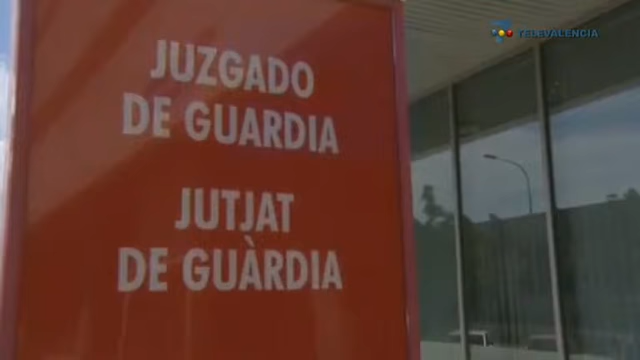 TELEVALENCIA
JUZGADO
DE GUARDIA
JUTJAT
DE GUÀRDIA